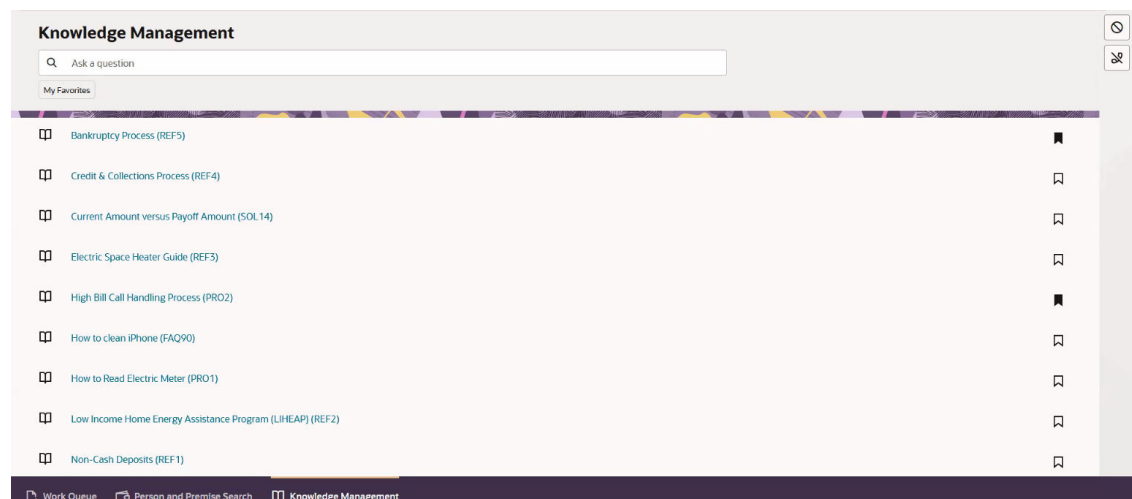 Knowledge Management
Ask a question
My Favorites
Bankruptcy Process (REF5)
Credit & Collections Process (REF4)
Current Amount versus Payoff Amount (SOL14)
Electric Space Heater Guide (REF3)
High Bill Call Handling Process (PRO2)
How to clean iPhone (FAQ90)
How to Read Electric Meter (PRO1)
Low Income Home Energy Assistance Program (LIHEAP) (REF2)
Non-Cash Deposits (REF1)
Work Queue Person and Premise Search Knowledge Management